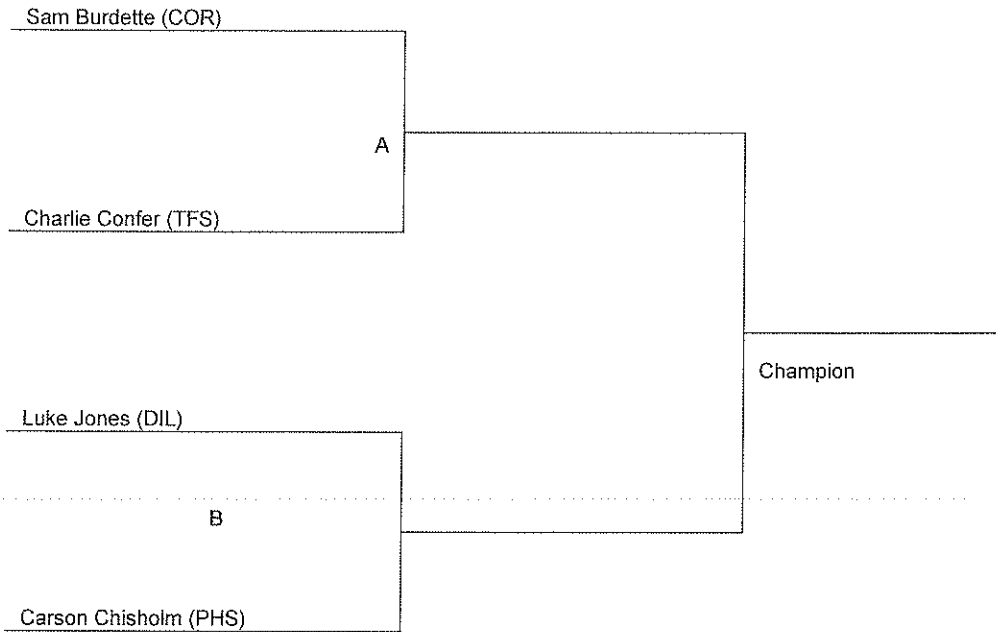 Sam Burdette (COR)
A
Charlie Confer (TFS)
Champion
Luke Jones (DIL)
B
Carson Chisholm (PHS)